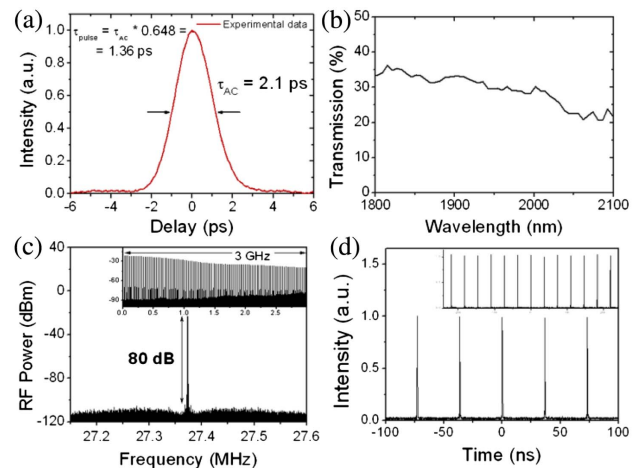 (a)
τpulse = τAC * 0.648 =
= 1.36 ps
Experimental data
τAC = 2.1 ps
1.0
0.8
0.6
0.4
0.2
0.0
Intensity (a.u.)
-6 -4 -2 0 2 4 6
Delay (ps)
(b)
50
40
30
20
10
0
Transmission (%)
1800 1900 2000 2100
Wavelength (nm)
(c)
40
0
-40
-80
-120
RF Power (dBm)
3 GHz
-30
-60
-90
0.0 0.5 1.0 1.5 2.0 2.5
80 dB
27.2 27.3 27.4 27.5 27.6
Frequency (MHz)
(d)
1.5
1.0
0.5
0.0
Intensity (a.u.)
-100 -50 0 50 100
Time (ns)